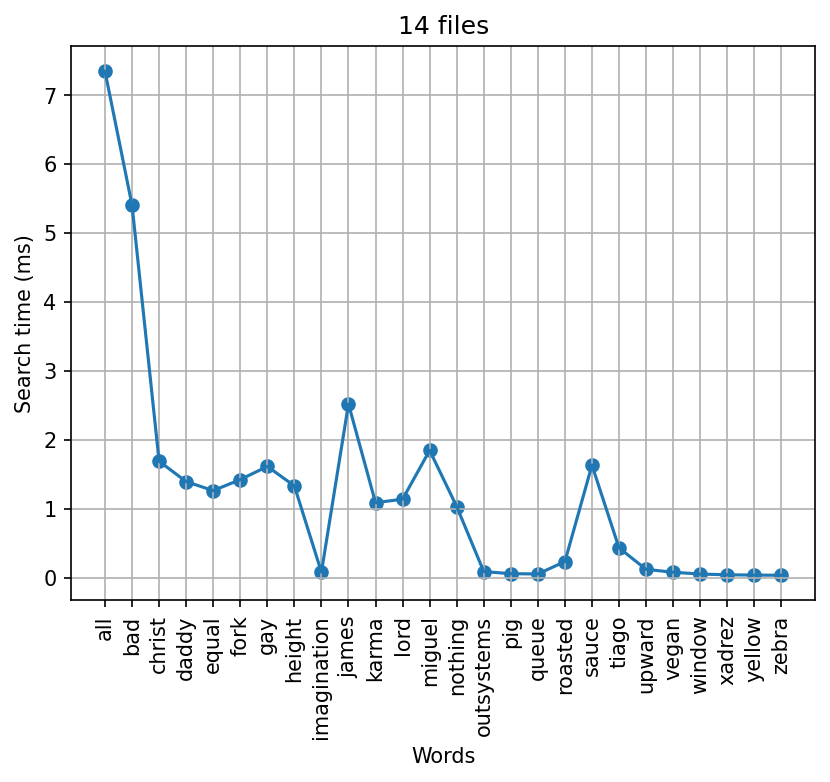 14 files
Search time (ms)
7
6
5
4
3
2
1
0
all
bad
christ
daddy
equal
fork
gay
height
imagination
james
karma
lord
miguel
nothing
outsystems
pig
queue
roasted
sauce
tiago
upward
vegan
window
xadrez
yellow
zebra
Words